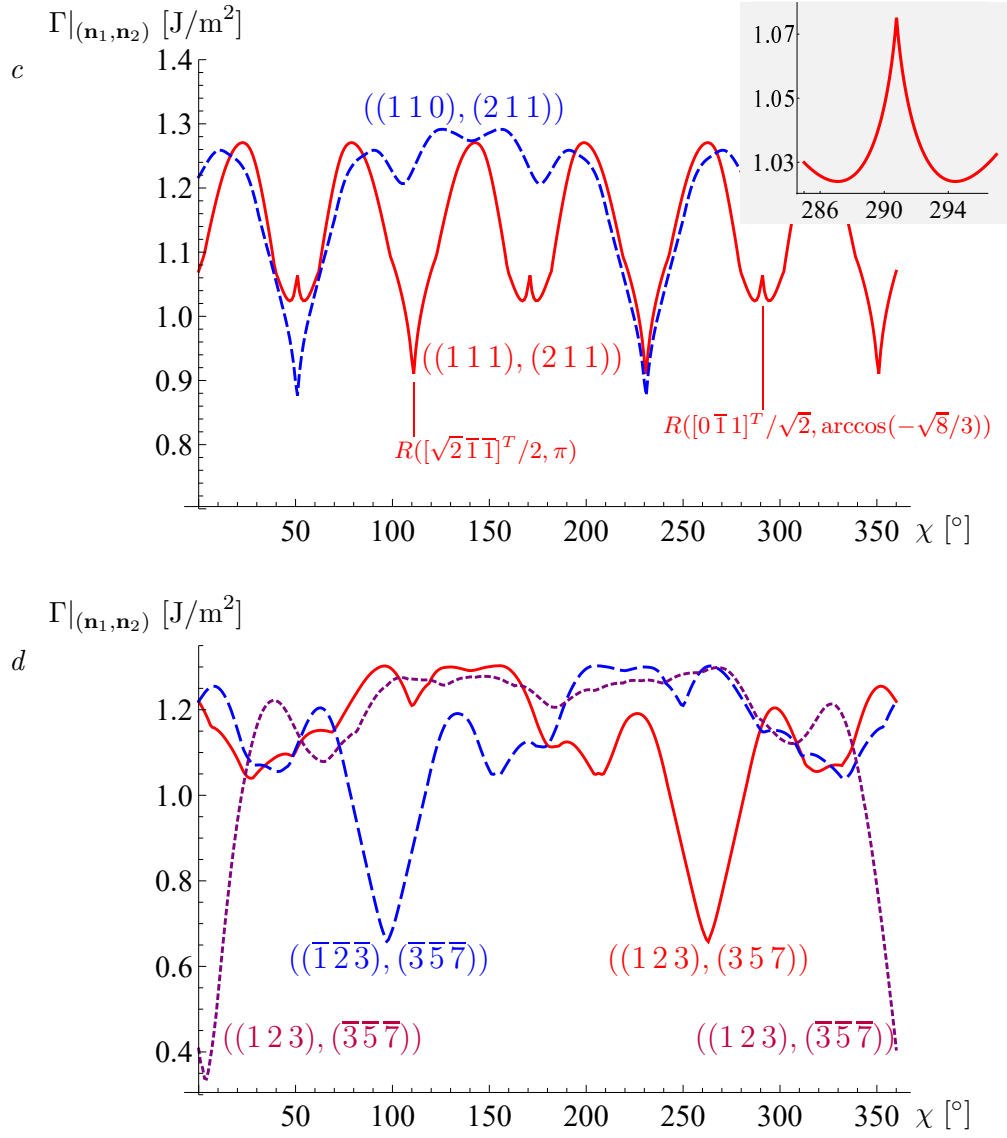 Γ|₍ₙ₁,ₙ₂₎ [J/m²]
c
1.4
1.3
1.2
1.1
1.0
0.9
0.8
((1 1 0), (2 1 1))
1.07
1.05
1.03
286 290 294
((1 1 1), (2 1 1))
R([√2 1̅ 1̅]ᵀ/2, π)
R([0 1̅ 1]ᵀ/√2, arccos(−√8/3))
50 100 150 200 250 300 350 χ [°]
Γ|₍ₙ₁,ₙ₂₎ [J/m²]
d
1.2
1.0
0.8
0.6
0.4
((1̅ 2̅ 3̅), (3̅ 5̅ 7̅))
((1 2 3), (3 5 7))
((1 2 3), (3̅ 5̅ 7̅))
((1 2 3), (3̅ 5̅ 7̅))
50 100 150 200 250 300 350 χ [°]